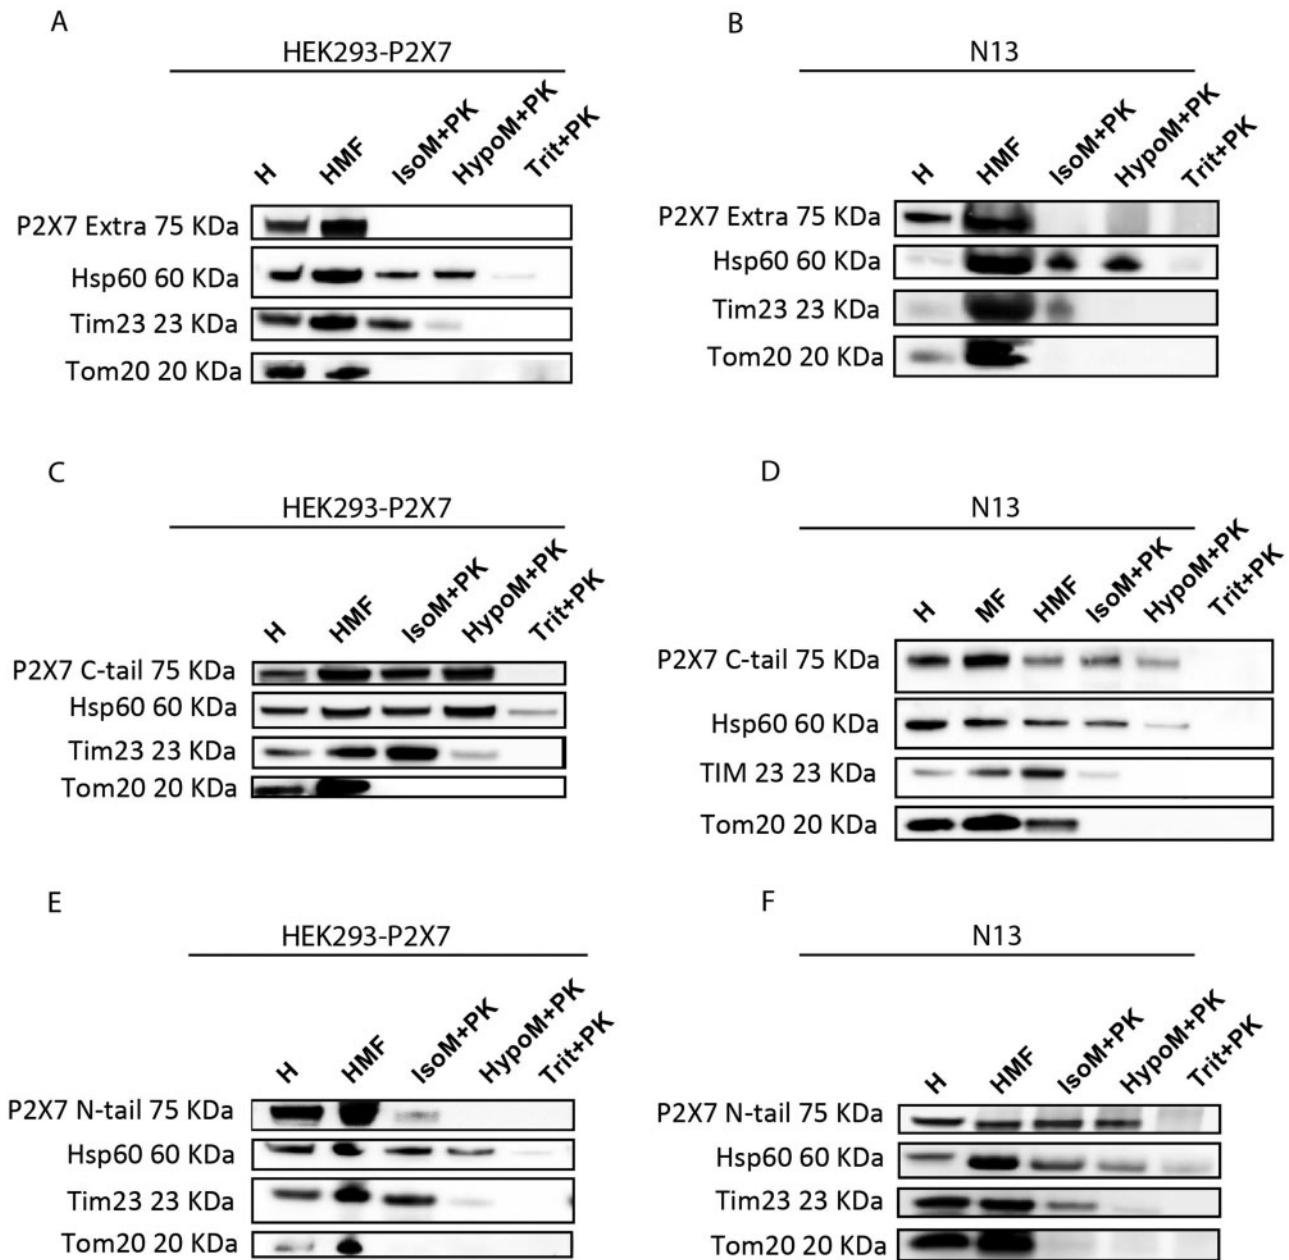 A
HEK293-P2X7
H HMF IsoM+PK HypoM+PK Trit+PK
P2X7 Extra 75 KDa
Hsp60 60 KDa
Tim23 23 KDa
Tom20 20 KDa
B
N13
H HMF IsoM+PK HypoM+PK Trit+PK
P2X7 Extra 75 KDa
Hsp60 60 KDa
Tim23 23 KDa
Tom20 20 KDa
C
HEK293-P2X7
H HMF IsoM+PK HypoM+PK Trit+PK
P2X7 C-tail 75 KDa
Hsp60 60 KDa
Tim23 23 KDa
Tom20 20 KDa
D
N13
H MF HMF IsoM+PK HypoM+PK Trit+PK
P2X7 C-tail 75 KDa
Hsp60 60 KDa
TIM 23 23 KDa
Tom20 20 KDa
E
HEK293-P2X7
H HMF IsoM+PK HypoM+PK Trit+PK
P2X7 N-tail 75 KDa
Hsp60 60 KDa
Tim23 23 KDa
Tom20 20 KDa
F
N13
H HMF IsoM+PK HypoM+PK Trit+PK
P2X7 N-tail 75 KDa
Hsp60 60 KDa
Tim23 23 KDa
Tom20 20 KDa